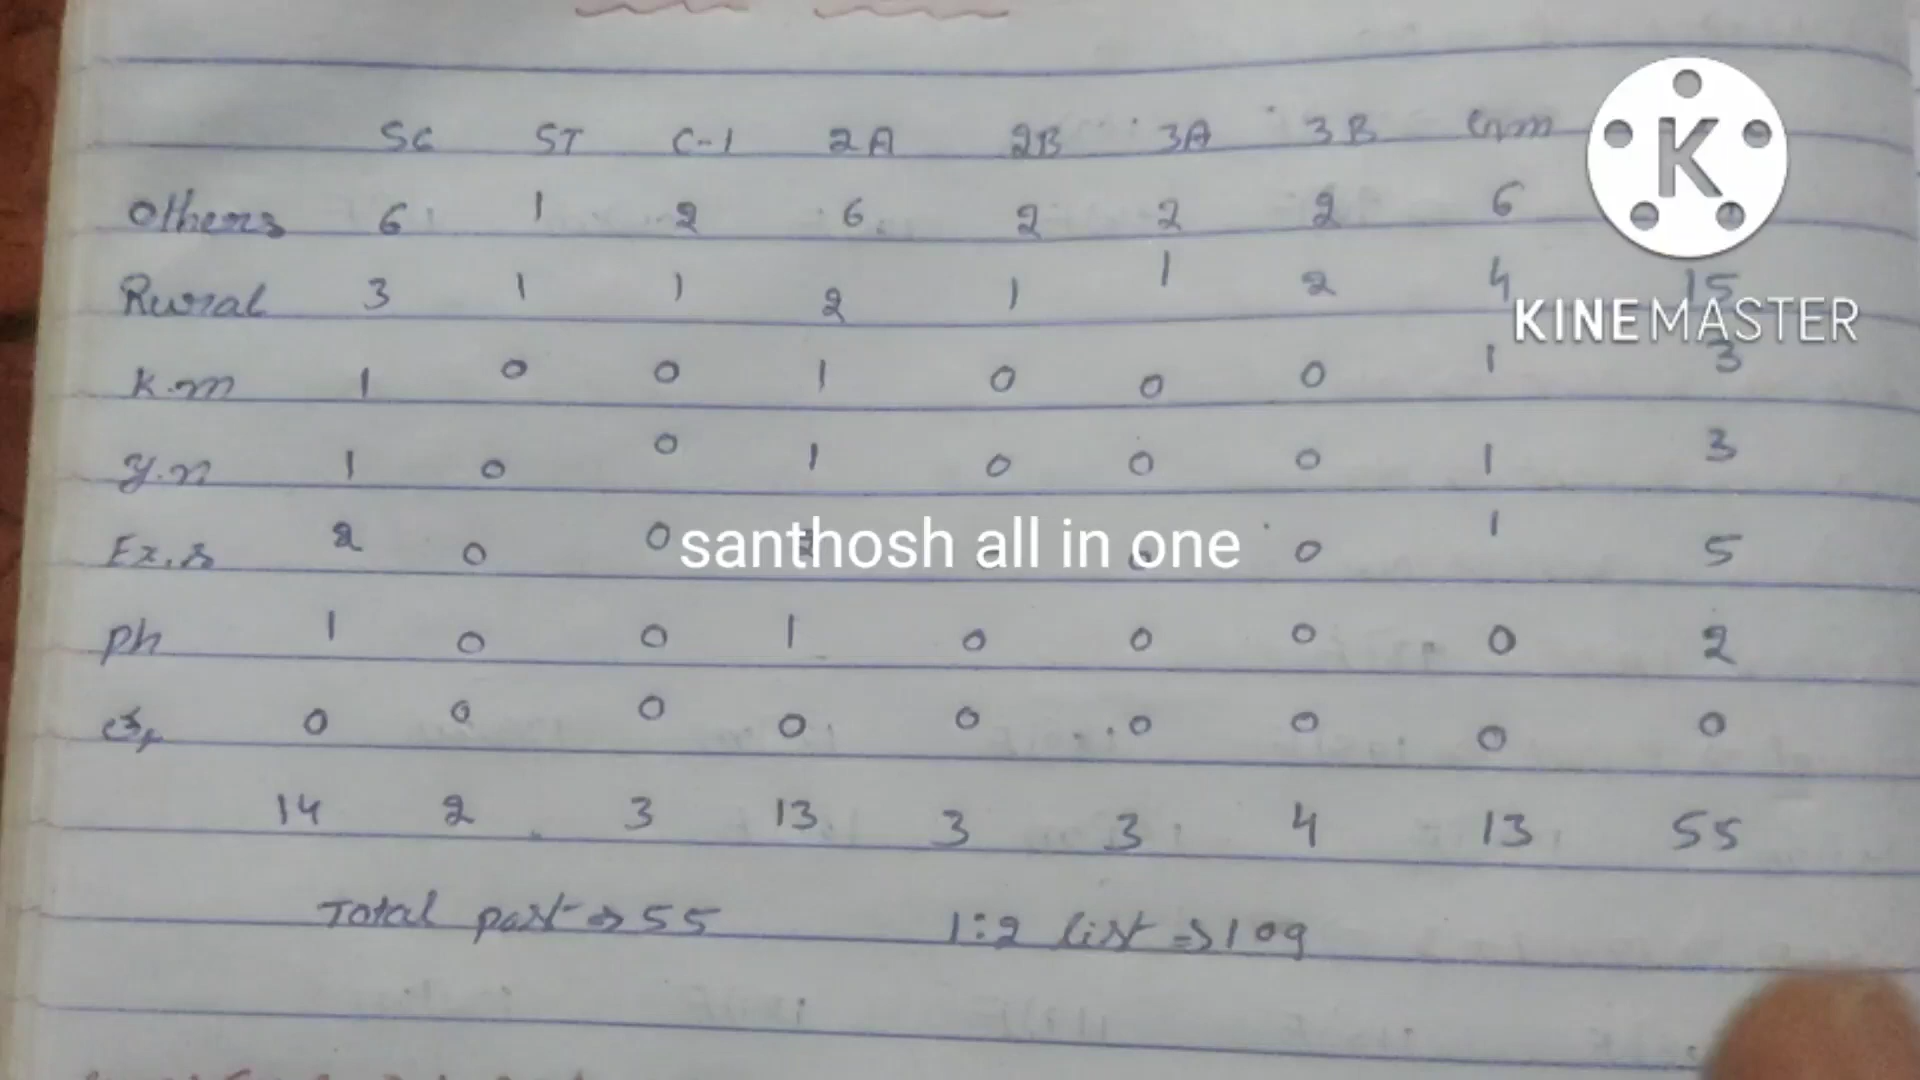 SC ST C-1 2A 2B 3A 3B Gm
Others 6 1 2 6 2 2 2 6
Rural 3 1 1 2 1 1 2 4 15
KINEMASTER
K.m 1 0 0 1 0 0 0 1 3
y.n 1 0 0 1 0 0 0 1 3
Ex.s 2 0 0 0 0 1 5
santhosh all in one
ph 1 0 0 1 0 0 0 0 2
0 0 0 0 0 0 0 0 0
14 2 3 13 3 3 4 13 55
Total post => 55 1:2 list => 109